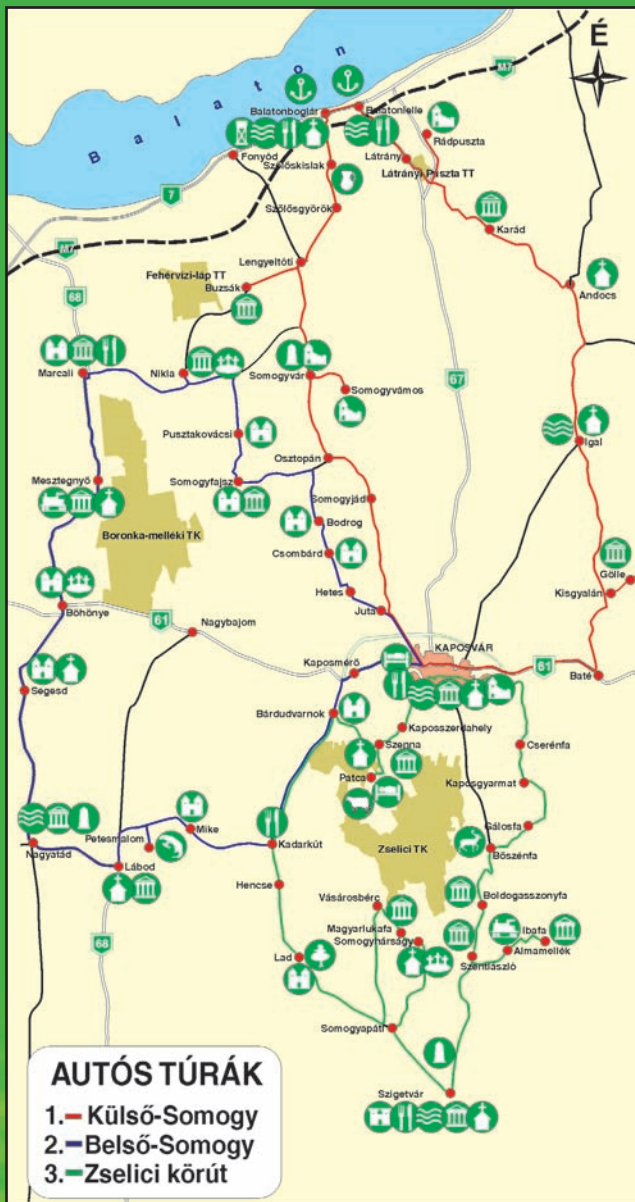 É
Balaton
M7
Balatonboglár
Balatonlelle
Fonyód
Szőlőskislak
Látrány
Rádpuszta
Látrányi Puszta TT
7
Szőlősgyörök
Karád
M7
Lengyeltóti
Fehérvízi-láp TT
Buzsák
68
Andocs
Marcali
Nikla
Somogyvár
Somogyvámos
67
Pusztakovácsi
Osztopán
Igal
Mesztegnyő
Somogyfajsz
Somogyjád
Boronka-melléki TK
Bodrog
Csombárd
Gölle
Kisgyalán
Hetes
Böhönye
61
Juta
Nagybajom
KAPOSVÁR
Kaposmérő
61
Baté
Segesd
Bárdudvarnok
Kaposszerdahely
Szenna
Cserénfa
Patca
Kaposgyarmat
Gálosfa
Mike
Petesmalom
Nagyatád
Kadarkút
Zselici TK
Bőszénfa
Lábod
Hencse
Vásárosbérc
Boldogasszonyfa
Magyarlukafa
Somogyhárságy
Ibafa
Almamellék
68
Lad
Szentlászló
Somogyapáti
Szigetvár
AUTÓS TÚRÁK
1. Külső-Somogy
2. Belső-Somogy
3. Zselici körút